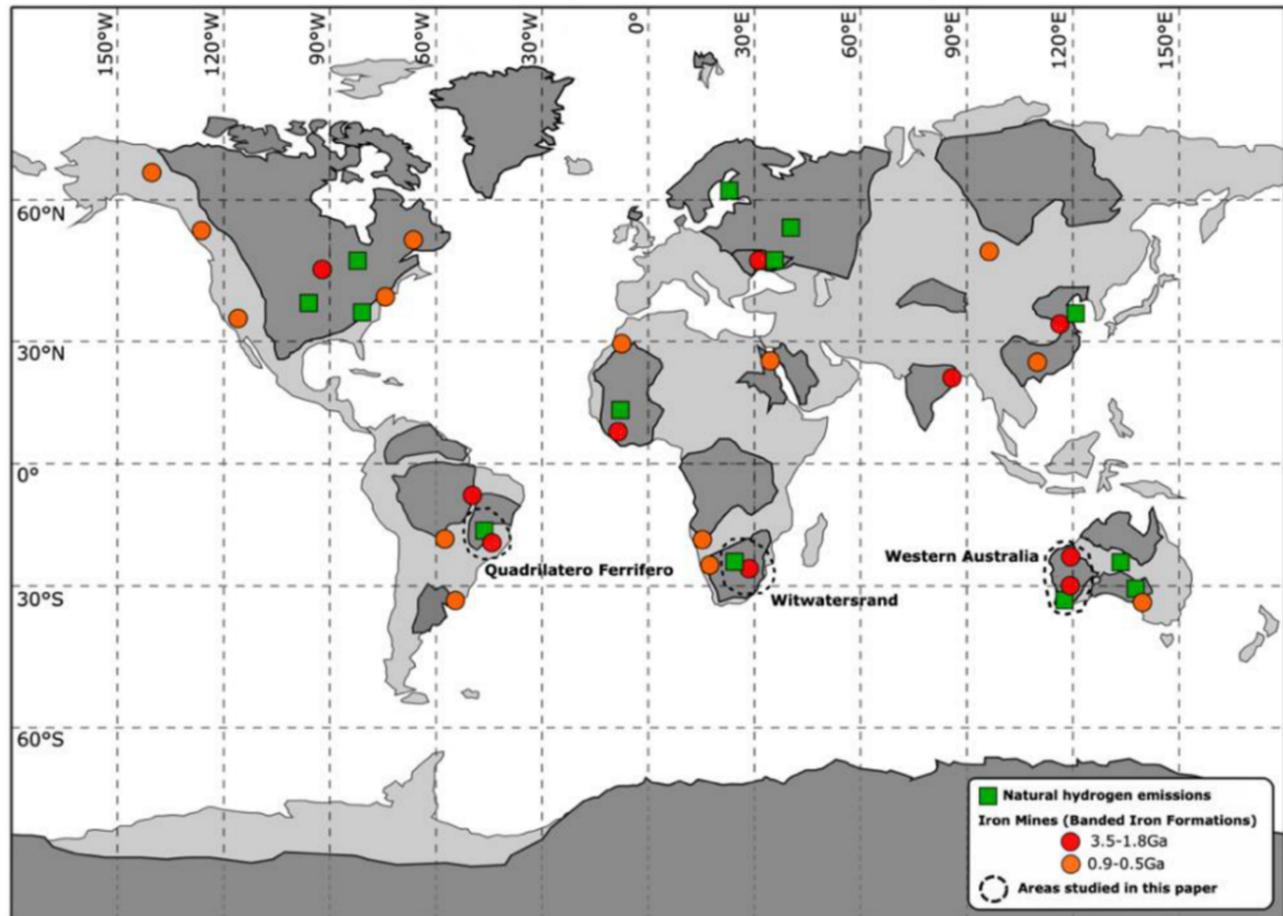 150°W
120°W
90°W
60°W
30°W
0°
30°E
60°E
90°E
120°E
150°E
60°N
30°N
0°
Western Australia
Quadrilatero Ferrifero
30°S
Witwatersrand
60°S
Natural hydrogen emissions
Iron Mines (Banded Iron Formations)
3.5-1.8Ga
0.9-0.5Ga
Areas studied in this paper